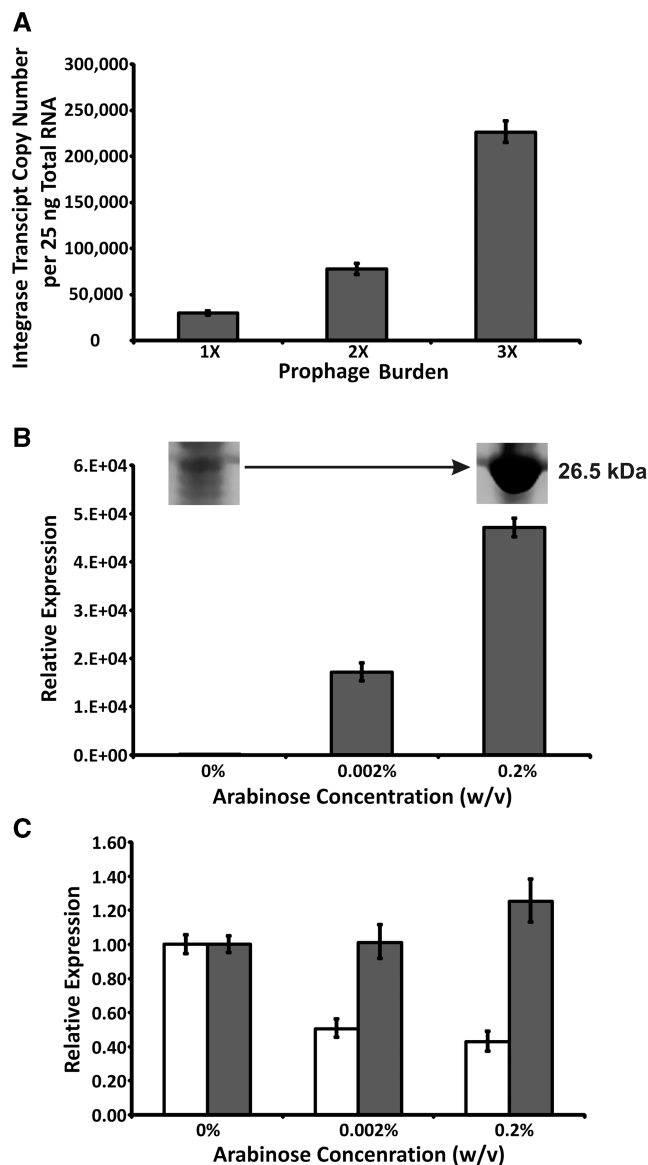 A
Integrase Transcipt Copy Number
per 25 ng Total RNA
300,000
250,000
200,000
150,000
100,000
50,000
0
1X 2X 3X
Prophage Burden
B
Relative Expression
6.E+04
5.E+04
4.E+04
3.E+04
2.E+04
1.E+04
0.E+00
26.5 kDa
0% 0.002% 0.2%
Arabinose Concentration (w/v)
C
Relative Expression
1.60
1.40
1.20
1.00
0.80
0.60
0.40
0.20
0.00
0% 0.002% 0.2%
Arabinose Concenration (w/v)